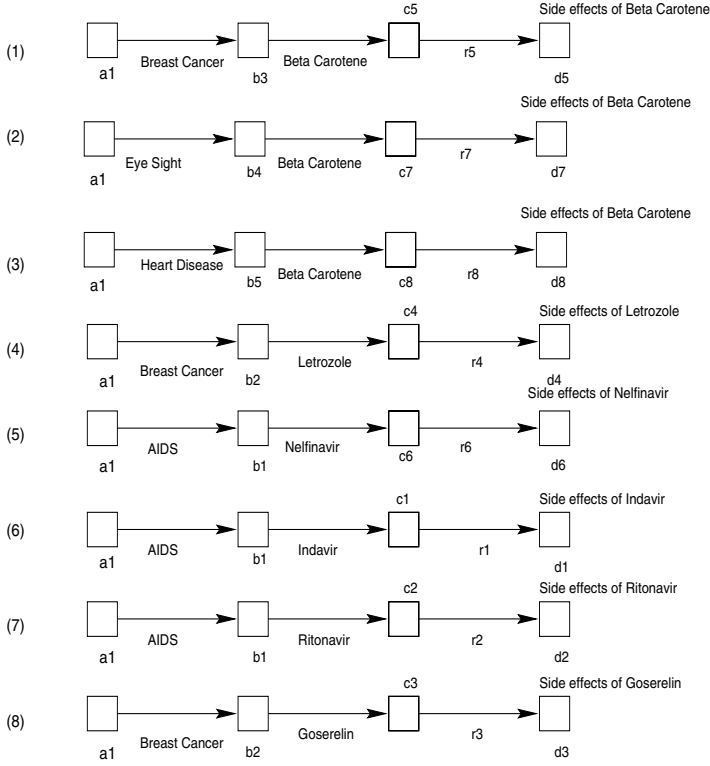 c5 Side effects of Beta Carotene
(1) Breast Cancer Beta Carotene r5
a1 b3 d5
Side effects of Beta Carotene
(2) Eye Sight Beta Carotene r7
a1 b4 c7 d7
Side effects of Beta Carotene
(3) Heart Disease Beta Carotene r8
a1 b5 c8 d8
c4 Side effects of Letrozole
(4) Breast Cancer Letrozole r4
a1 b2 d4
Side effects of Nelfinavir
(5) AIDS Nelfinavir r6
a1 b1 c6 d6
c1 Side effects of Indavir
(6) AIDS Indavir r1
a1 b1 d1
c2 Side effects of Ritonavir
(7) AIDS Ritonavir r2
a1 b1 d2
c3 Side effects of Goserelin
(8) Breast Cancer Goserelin r3
a1 b2 d3